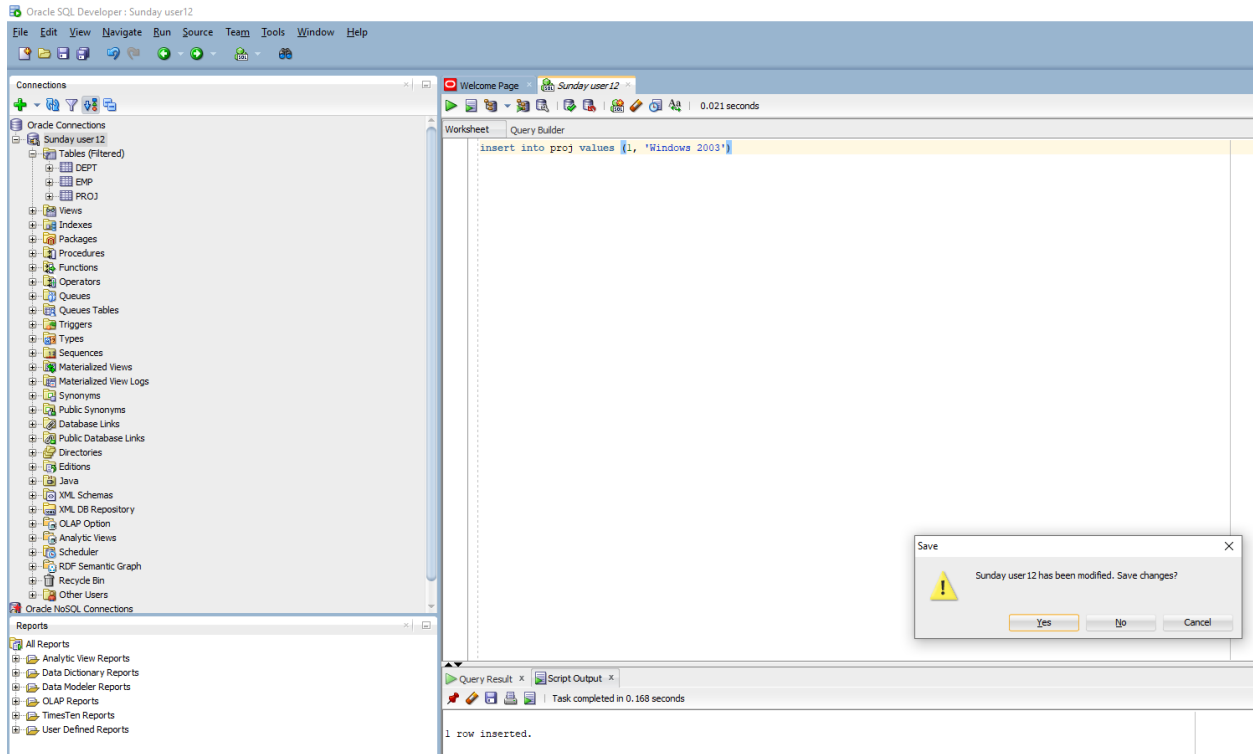 Oracle SQL Developer : Sunday user12
File Edit View Navigate Run Source Team Tools Window Help
Connections
Oracle Connections
Sunday user12
Tables (Filtered)
DEPT
EMP
PROJ
Views
Indexes
Packages
Procedures
Functions
Operators
Queues
Queues Tables
Triggers
Types
Sequences
Materialized Views
Materialized View Logs
Synonyms
Public Synonyms
Database Links
Public Database Links
Directories
Editions
Java
XML Schemas
XML DB Repository
OLAP Option
Analytic Views
Scheduler
RDF Semantic Graph
Recycle Bin
Other Users
Oracle NoSQL Connections
Reports
All Reports
Analytic View Reports
Data Dictionary Reports
Data Modeler Reports
OLAP Reports
TimesTen Reports
User Defined Reports
Welcome Page Sunday user12
0.021 seconds
Worksheet Query Builder
insert into proj values (1, 'Windows 2003')
Save
Sunday user12 has been modified. Save changes?
Yes No Cancel
Query Result x Script Output x
Task completed in 0.168 seconds
1 row inserted.